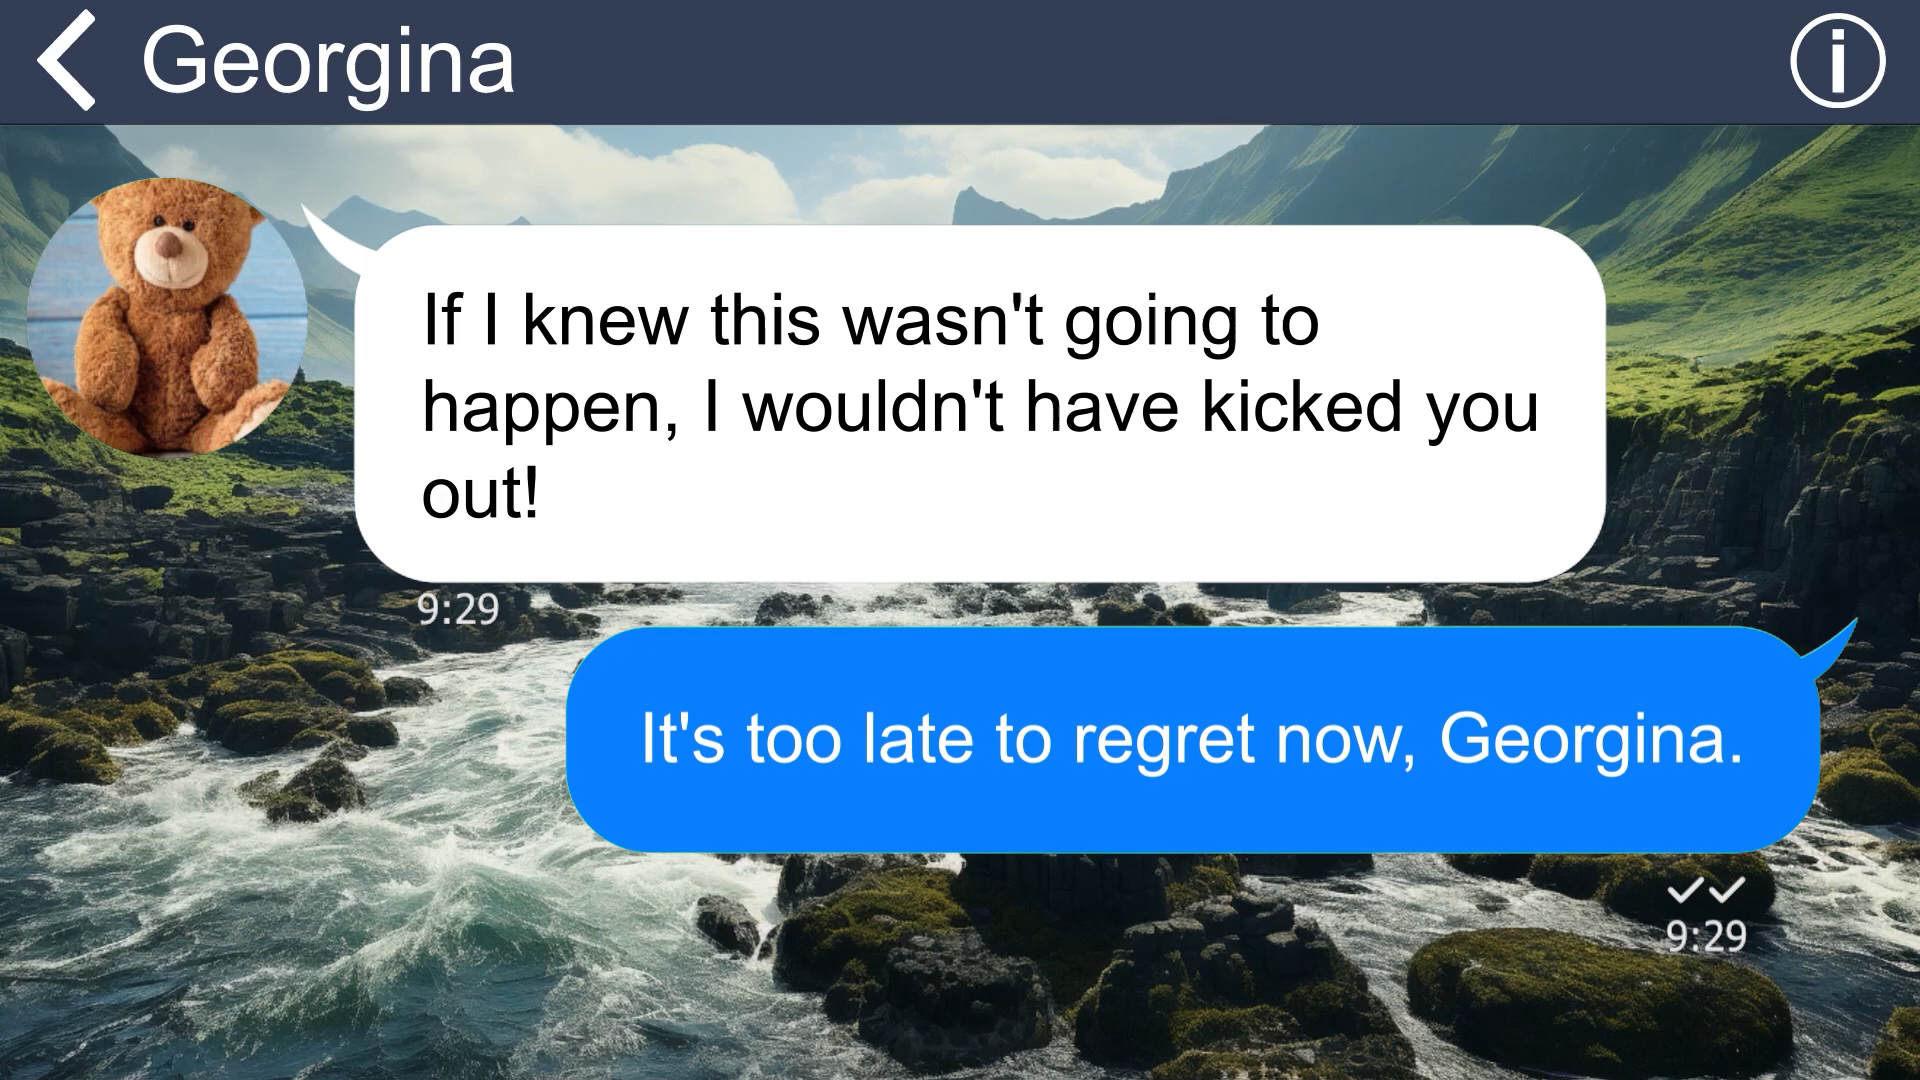 Georgina
If I knew this wasn't going to
happen, I wouldn't have kicked you
out!
9:29
It's too late to regret now, Georgina.
9:29